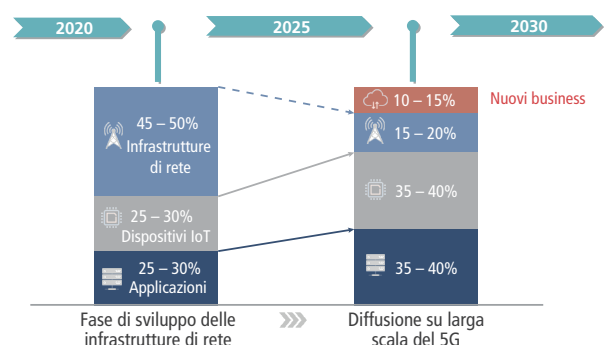 2020
2025
2030
45 – 50%
Infrastrutture
di rete
25 – 30%
Dispositivi IoT
25 – 30%
Applicazioni
10 – 15%
Nuovi business
15 – 20%
35 – 40%
35 – 40%
Fase di sviluppo delle
infrastrutture di rete
Diffusione su larga
scala del 5G